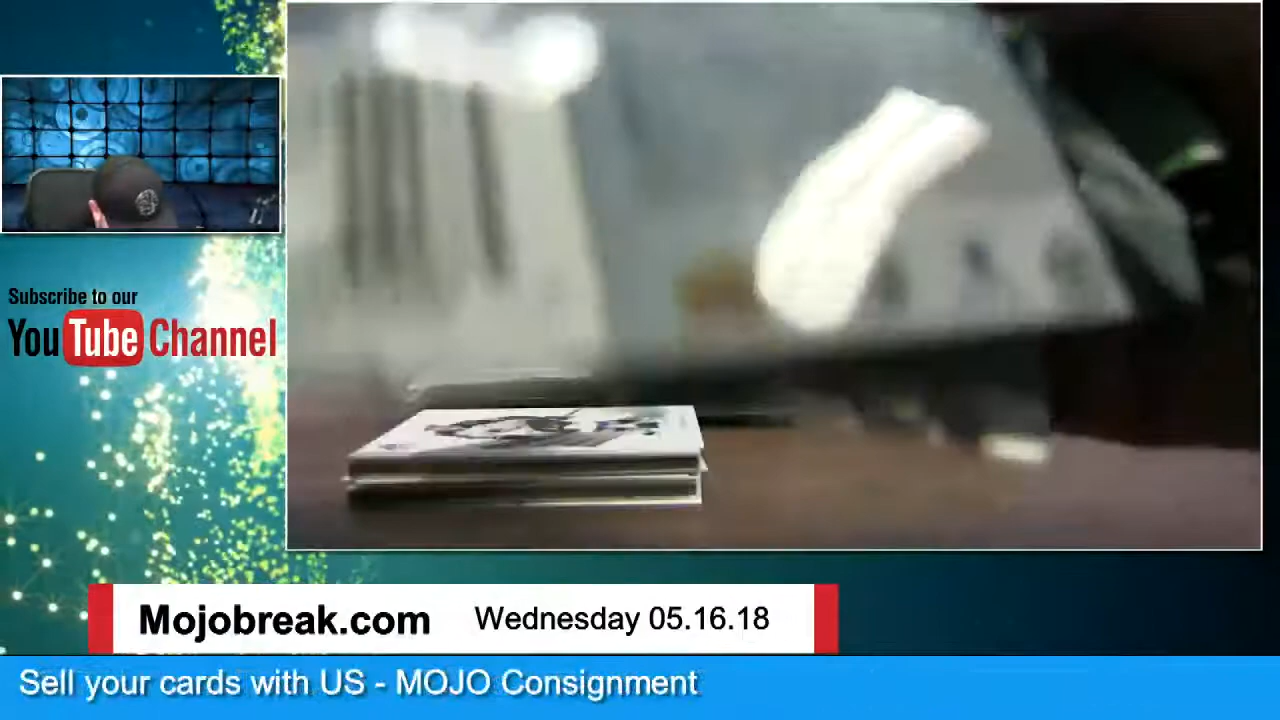 Subscribe to our
YouTube Channel
Mojobreak.com
Wednesday 05.16.18
Sell your cards with US - MOJO Consignment